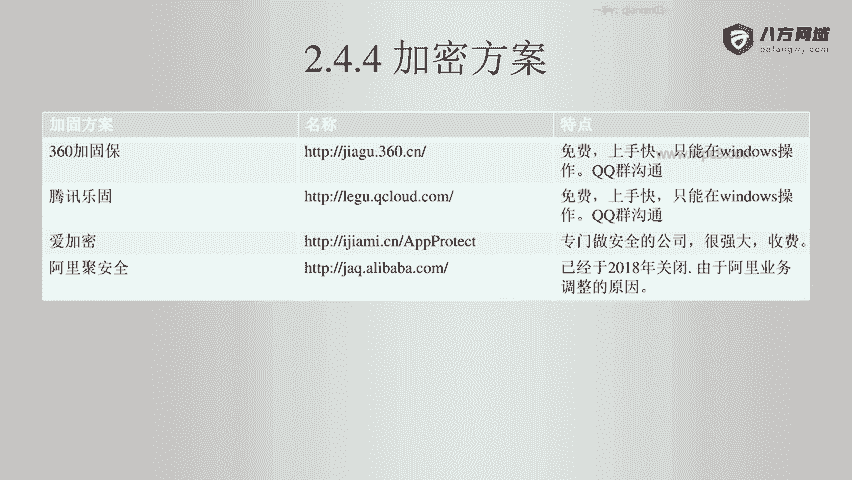 八方网域
bafangwy.com
2.4.4 加密方案
加固方案 名称 特点
360加固保 http://jiagu.360.cn/ 免费，上手快，只能在windows操
作。QQ群沟通
腾讯乐固 http://legu.qcloud.com/ 免费，上手快，只能在windows操
作。QQ群沟通
爱加密 http://ijiami.cn/AppProtect 专门做安全的公司，很强大，收费。
阿里聚安全 http://jaq.alibaba.com/ 已经于2018年关闭. 由于阿里业务
调整的原因。